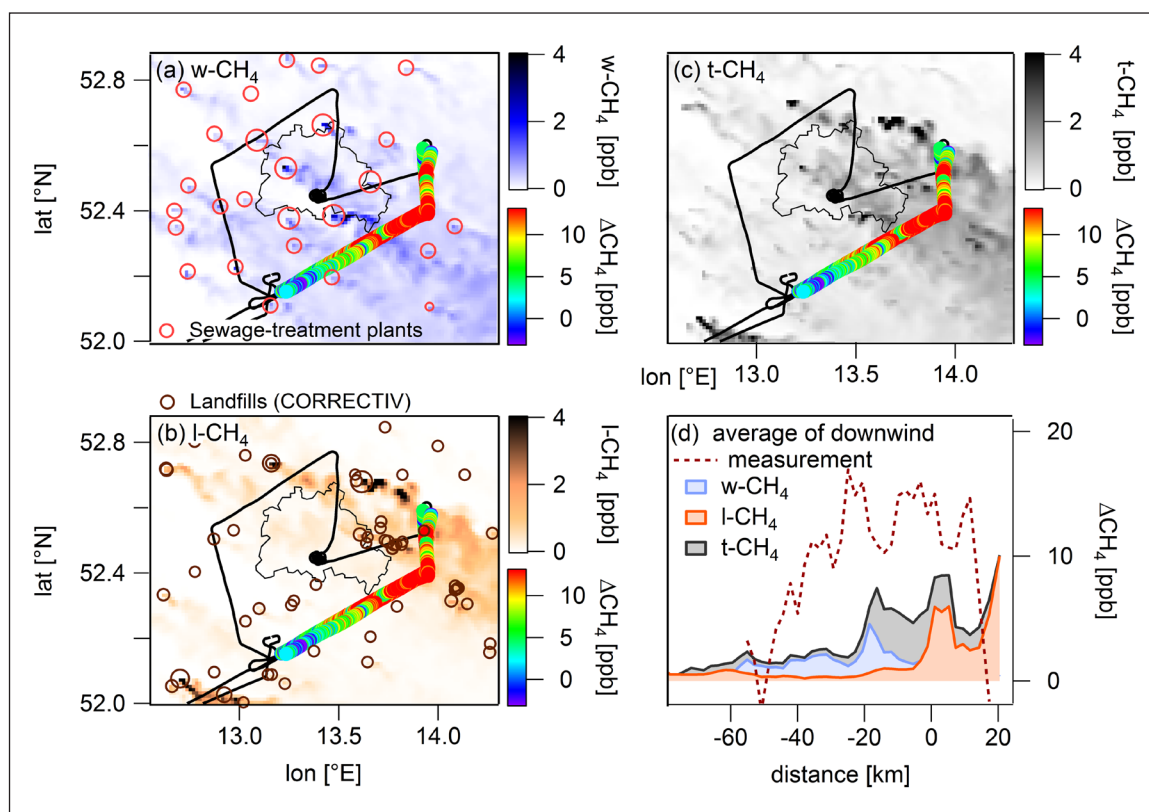 (a) w-CH4
52.8
52.4
52.0
lat [°N]
Sewage-treatment plants
4
2
0
w-CH4 [ppb]
10
5
0
ΔCH4 [ppb]
(c) t-CH4
4
2
0
t-CH4 [ppb]
10
5
0
ΔCH4 [ppb]
lon [°E]
13.0
13.5
14.0
Landfills (CORRECTIV)
(b) l-CH4
52.8
52.4
52.0
lat [°N]
4
2
0
l-CH4 [ppb]
10
5
0
ΔCH4 [ppb]
13.0
13.5
14.0
lon [°E]
(d) average of downwind
measurement
w-CH4
l-CH4
t-CH4
20
10
0
ΔCH4 [ppb]
-60
-40
-20
0
20
distance [km]